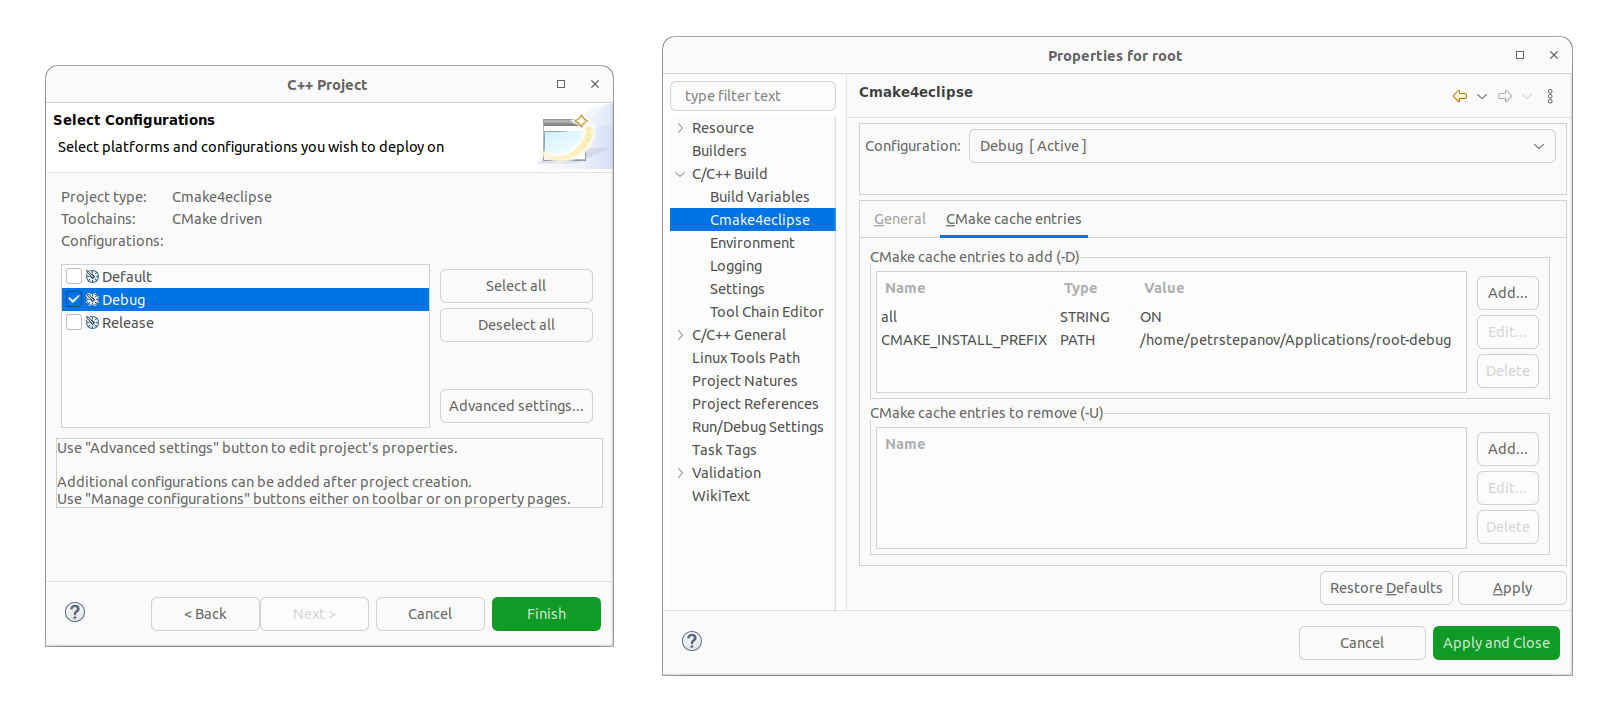 C++ Project
Select Configurations
Select platforms and configurations you wish to deploy on
Project type: Cmake4eclipse
Toolchains: CMake driven
Configurations:
Default
Debug
Release
Select all
Deselect all
Advanced settings...
Use "Advanced settings" button to edit project's properties.
Additional configurations can be added after project creation.
Use "Manage configurations" buttons either on toolbar or on property pages.
?
< Back
Next >
Cancel
Finish
Properties for root
type filter text
Resource
Builders
C/C++ Build
Build Variables
Cmake4eclipse
Environment
Logging
Settings
Tool Chain Editor
C/C++ General
Linux Tools Path
Project Natures
Project References
Run/Debug Settings
Task Tags
Validation
WikiText
Cmake4eclipse
Configuration: Debug [ Active ]
General CMake cache entries
CMake cache entries to add (-D)
Name Type Value
all STRING ON
CMAKE_INSTALL_PREFIX PATH /home/petrstepanov/Applications/root-debug
Add...
Edit...
Delete
CMake cache entries to remove (-U)
Name
Add...
Edit...
Delete
Restore Defaults
Apply
?
Cancel
Apply and Close